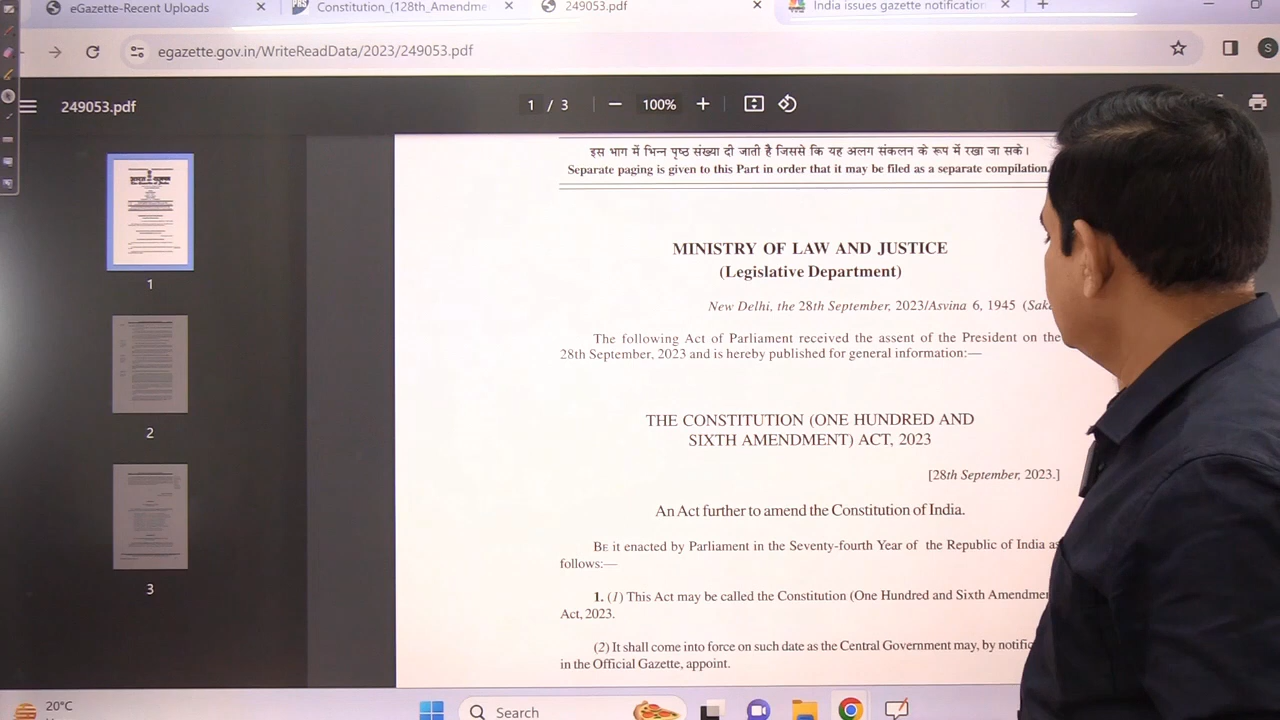 eGazette-Recent Uploads
Constitution_(128th_Amendme
249053.pdf
India issues gazette notification
egazette.gov.in/WriteReadData/2023/249053.pdf
S
249053.pdf
1 / 3
100%
इस भाग में भिन्न पृष्ठ संख्या दी जाती है जिससे कि यह अलग संकलन के रूप में रखा जा सके।
Separate paging is given to this Part in order that it may be filed as a separate compilation.
MINISTRY OF LAW AND JUSTICE
(Legislative Department)
New Delhi, the 28th September, 2023/Asvina 6, 1945 (Saka
The following Act of Parliament received the assent of the President on the
28th September, 2023 and is hereby published for general information:—
THE CONSTITUTION (ONE HUNDRED AND
SIXTH AMENDMENT) ACT, 2023
[28th September, 2023.]
An Act further to amend the Constitution of India.
BE it enacted by Parliament in the Seventy-fourth Year of the Republic of India as
follows:—
1. (1) This Act may be called the Constitution (One Hundred and Sixth Amendmen
Act, 2023.
(2) It shall come into force on such date as the Central Government may, by notific
in the Official Gazette, appoint.
1
2
3
20°C
Search